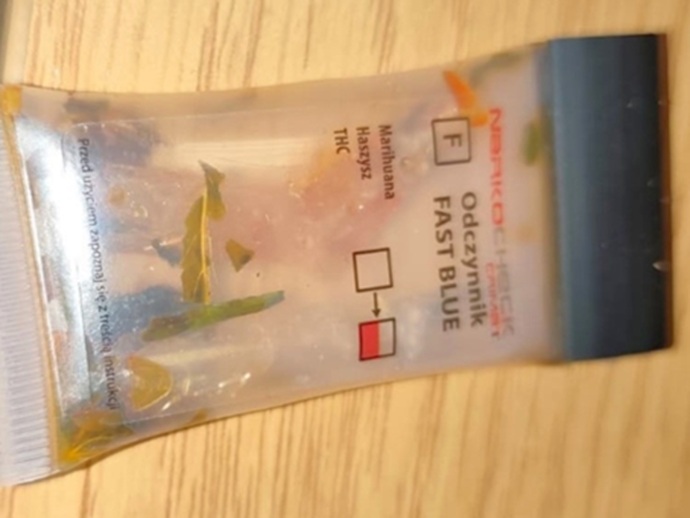 NARKOCHECK
Odczynnik
FAST BLUE
F
Marihuana
Haszysz
THC
Przed użyciem zapoznaj się z treścią instrukcji